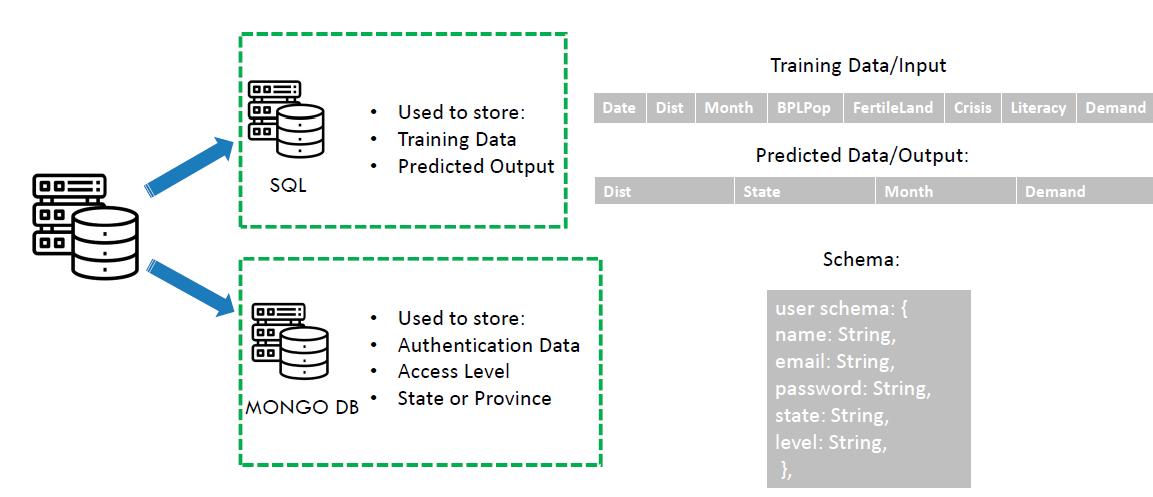 • Used to store:
• Training Data
• Predicted Output
SQL
Training Data/Input
Date Dist Month BPLPop FertileLand Crisis Literacy Demand
Predicted Data/Output:
Dist State Month Demand
• Used to store:
• Authentication Data
• Access Level
• State or Province
MONGO DB
Schema:
user schema: {
name: String,
email: String,
password: String,
state: String,
level: String,
},